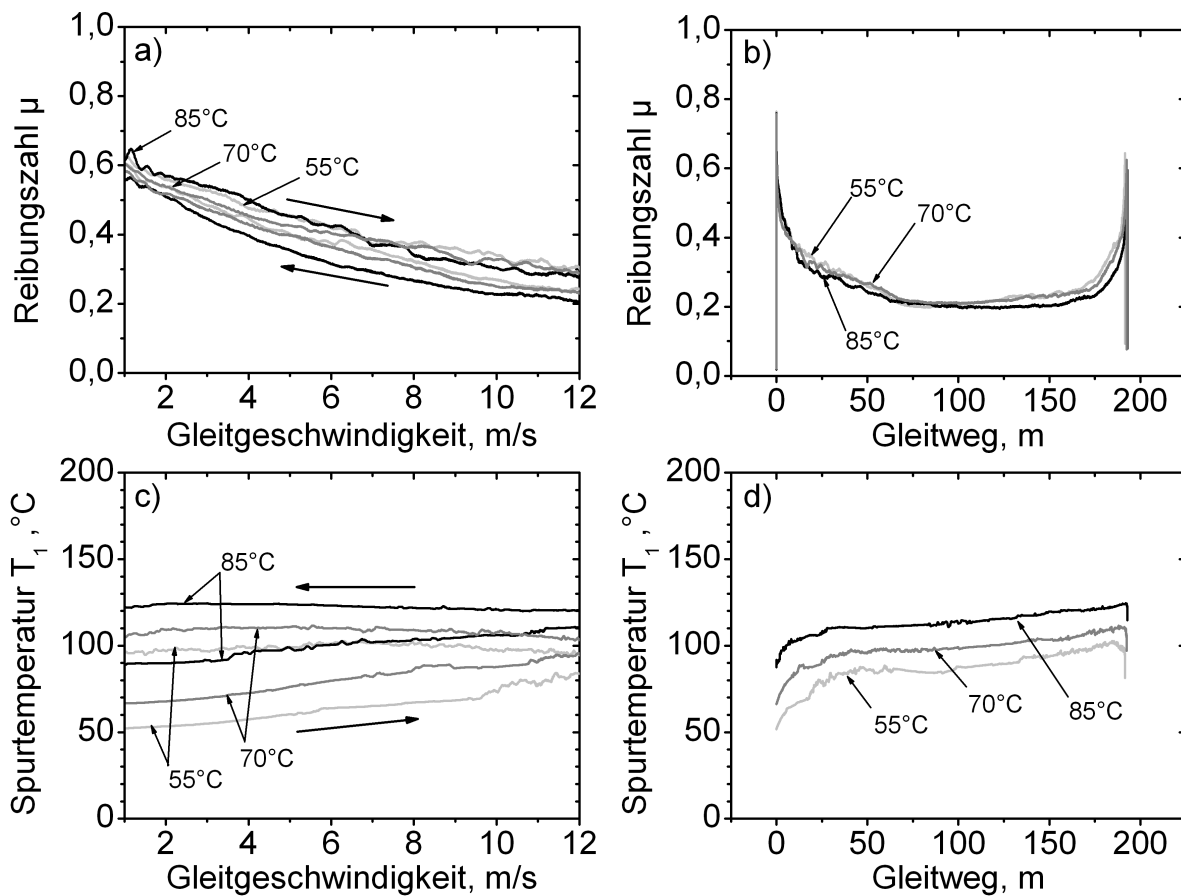 a)
1,0
0,8
0,6
0,4
0,2
0,0
Reibungszahl μ
85°C
70°C
55°C
2 4 6 8 10 12
Gleitgeschwindigkeit, m/s
b)
1,0
0,8
0,6
0,4
0,2
0,0
Reibungszahl μ
55°C
70°C
85°C
0 50 100 150 200
Gleitweg, m
c)
200
150
100
50
0
Spurtemperatur T1 ,°C
85°C
70°C
55°C
2 4 6 8 10 12
Gleitgeschwindigkeit, m/s
d)
200
150
100
50
0
Spurtemperatur T1 ,°C
55°C
70°C
85°C
0 50 100 150 200
Gleitweg, m